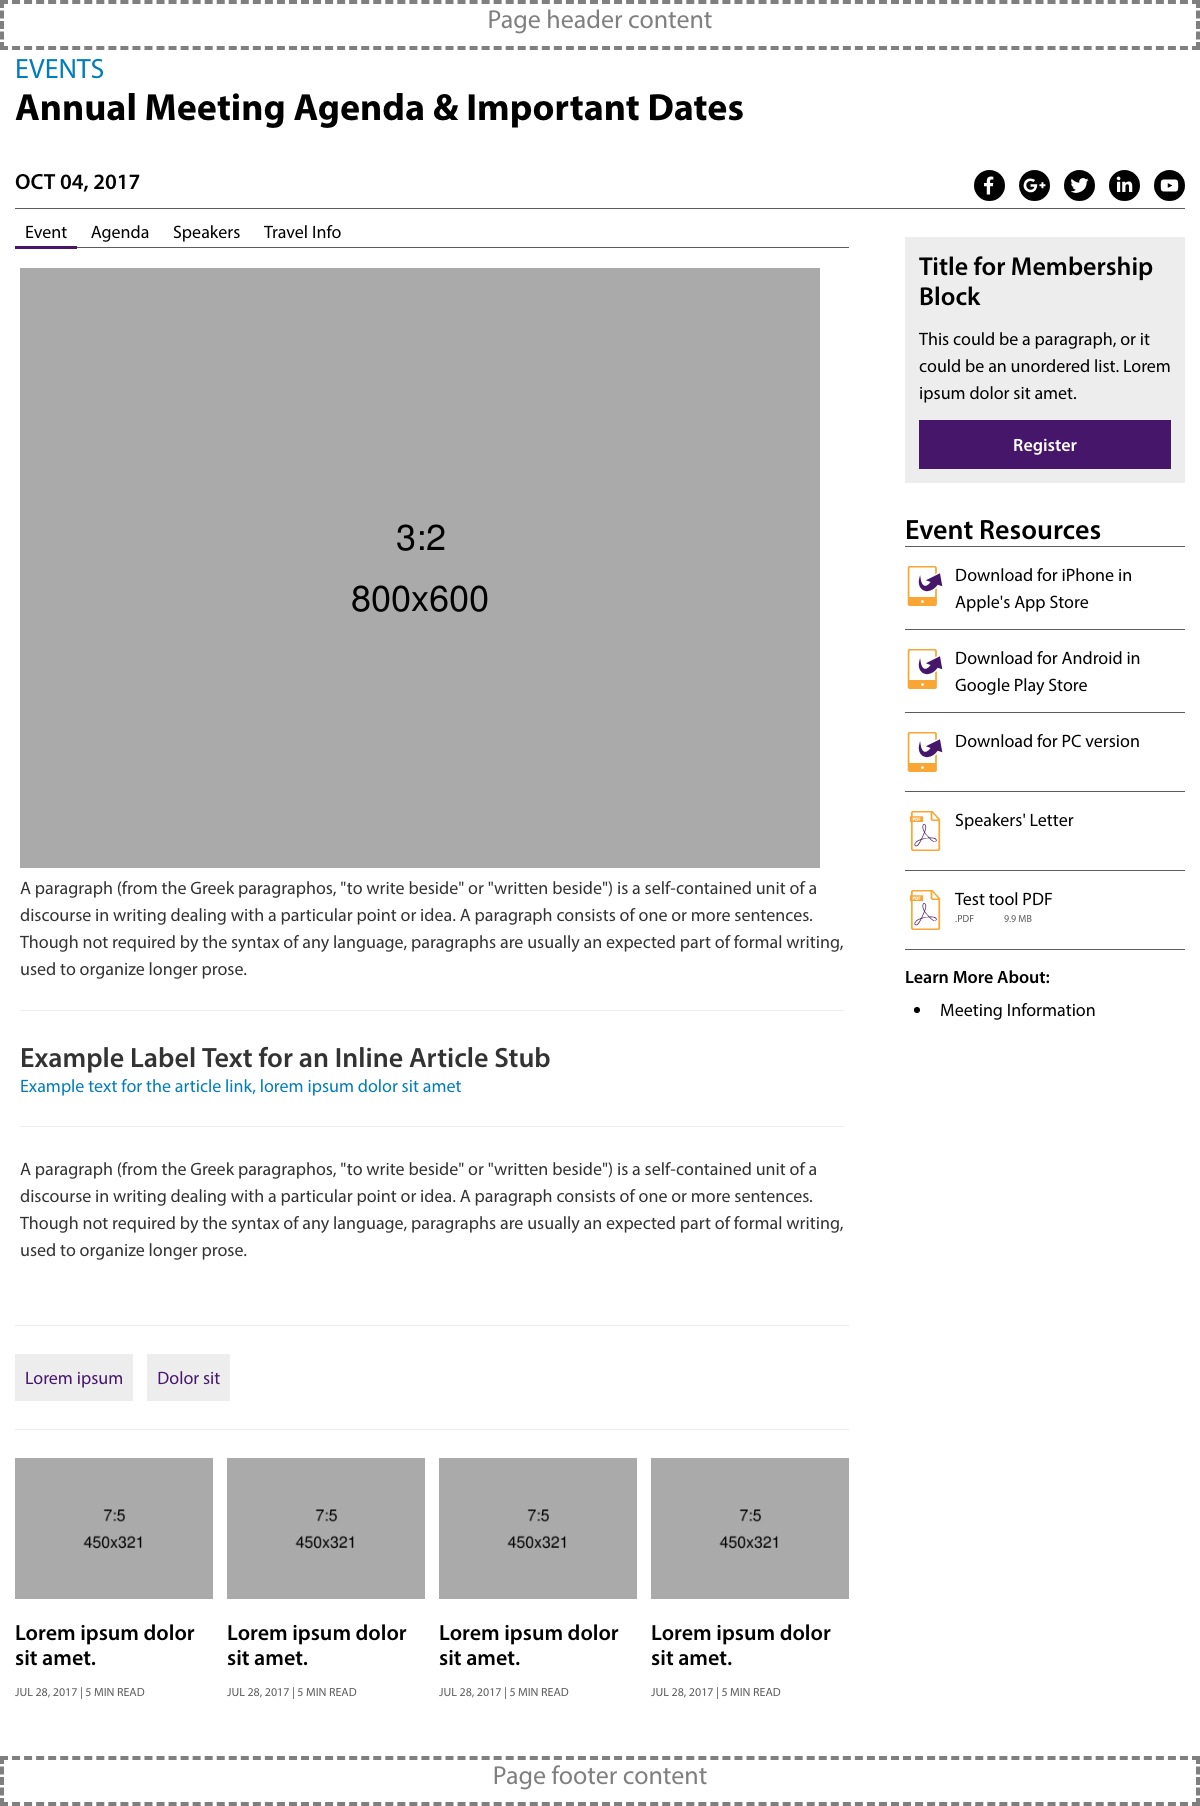 Page header content
EVENTS
Annual Meeting Agenda & Important Dates
OCT 04, 2017
Event Agenda Speakers Travel Info
3:2
800x600
A paragraph (from the Greek paragraphos, "to write beside" or "written beside") is a self-contained unit of a
discourse in writing dealing with a particular point or idea. A paragraph consists of one or more sentences.
Though not required by the syntax of any language, paragraphs are usually an expected part of formal writing,
used to organize longer prose.
Example Label Text for an Inline Article Stub
Example text for the article link, lorem ipsum dolor sit amet
A paragraph (from the Greek paragraphos, "to write beside" or "written beside") is a self-contained unit of a
discourse in writing dealing with a particular point or idea. A paragraph consists of one or more sentences.
Though not required by the syntax of any language, paragraphs are usually an expected part of formal writing,
used to organize longer prose.
Lorem ipsum Dolor sit
7:5
450x321
Lorem ipsum dolor
sit amet.
JUL 28, 2017 | 5 MIN READ
7:5
450x321
Lorem ipsum dolor
sit amet.
JUL 28, 2017 | 5 MIN READ
7:5
450x321
Lorem ipsum dolor
sit amet.
JUL 28, 2017 | 5 MIN READ
7:5
450x321
Lorem ipsum dolor
sit amet.
JUL 28, 2017 | 5 MIN READ
Title for Membership
Block
This could be a paragraph, or it
could be an unordered list. Lorem
ipsum dolor sit amet.
Register
Event Resources
Download for iPhone in
Apple's App Store
Download for Android in
Google Play Store
Download for PC version
PDF
Speakers' Letter
PDF
Test tool PDF
.PDF 9.9 MB
Learn More About:
• Meeting Information
Page footer content